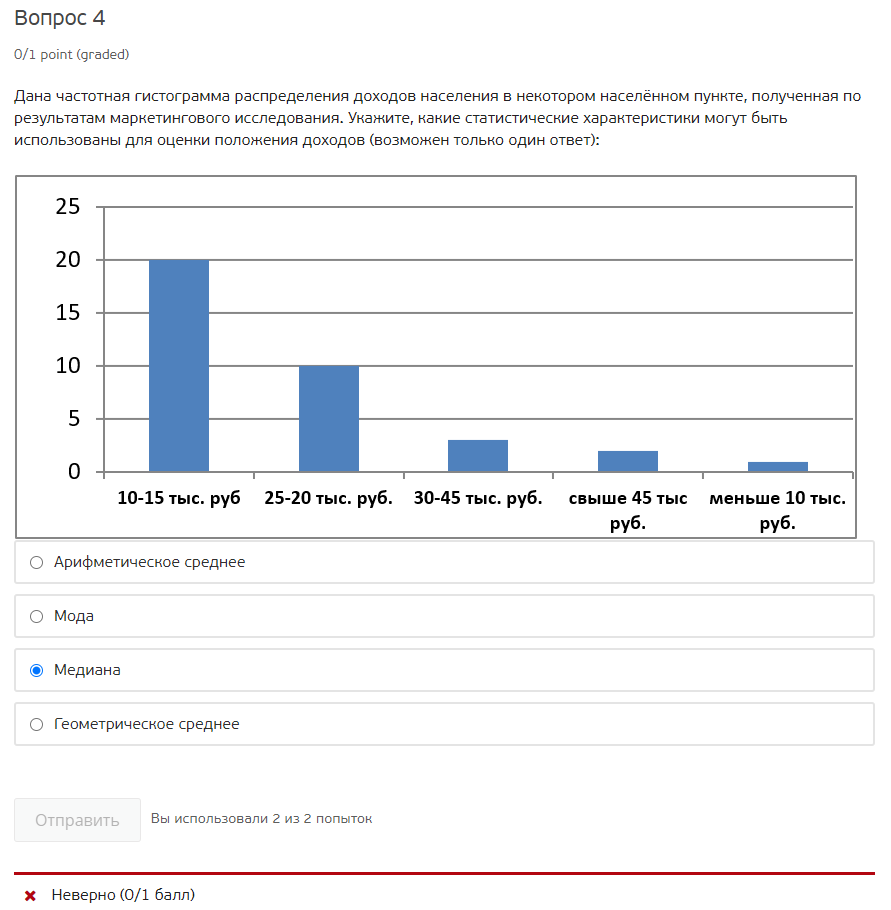 Вопрос 4
0/1 point (graded)
Дана частотная гистограмма распределения доходов населения в некотором населённом пункте, полученная по
результатам маркетингового исследования. Укажите, какие статистические характеристики могут быть
использованы для оценки положения доходов (возможен только один ответ):
25
20
15
10
5
0
10-15 тыс. руб
25-20 тыс. руб.
30-45 тыс. руб.
свыше 45 тыс
руб.
меньше 10 тыс.
руб.
Арифметическое среднее
Мода
Медиана
Геометрическое среднее
Отправить
Вы использовали 2 из 2 попыток
Неверно (0/1 балл)